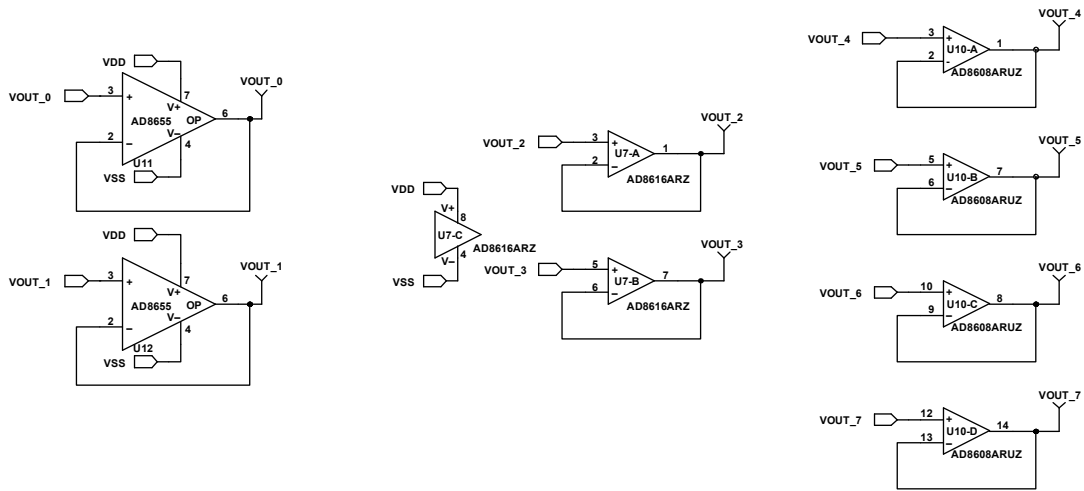 VDD
VOUT_0
3
+
7
V+
AD8655
OP
6
VOUT_0
2
–
V–
4
U11
VSS
VDD
VOUT_1
3
+
7
V+
AD8655
OP
6
VOUT_1
2
–
V–
4
U12
VSS
VDD
V+
8
U7-C
AD8616ARZ
V–
4
VSS
VOUT_2
3
+
U7-A
1
VOUT_2
2
–
AD8616ARZ
VOUT_3
5
+
U7-B
7
VOUT_3
6
–
AD8616ARZ
VOUT_4
3
+
U10-A
1
VOUT_4
2
-
AD8608ARUZ
VOUT_5
5
+
U10-B
7
VOUT_5
6
–
AD8608ARUZ
VOUT_6
10
+
U10-C
8
VOUT_6
9
–
AD8608ARUZ
VOUT_7
12
+
U10-D
14
VOUT_7
13
–
AD8608ARUZ